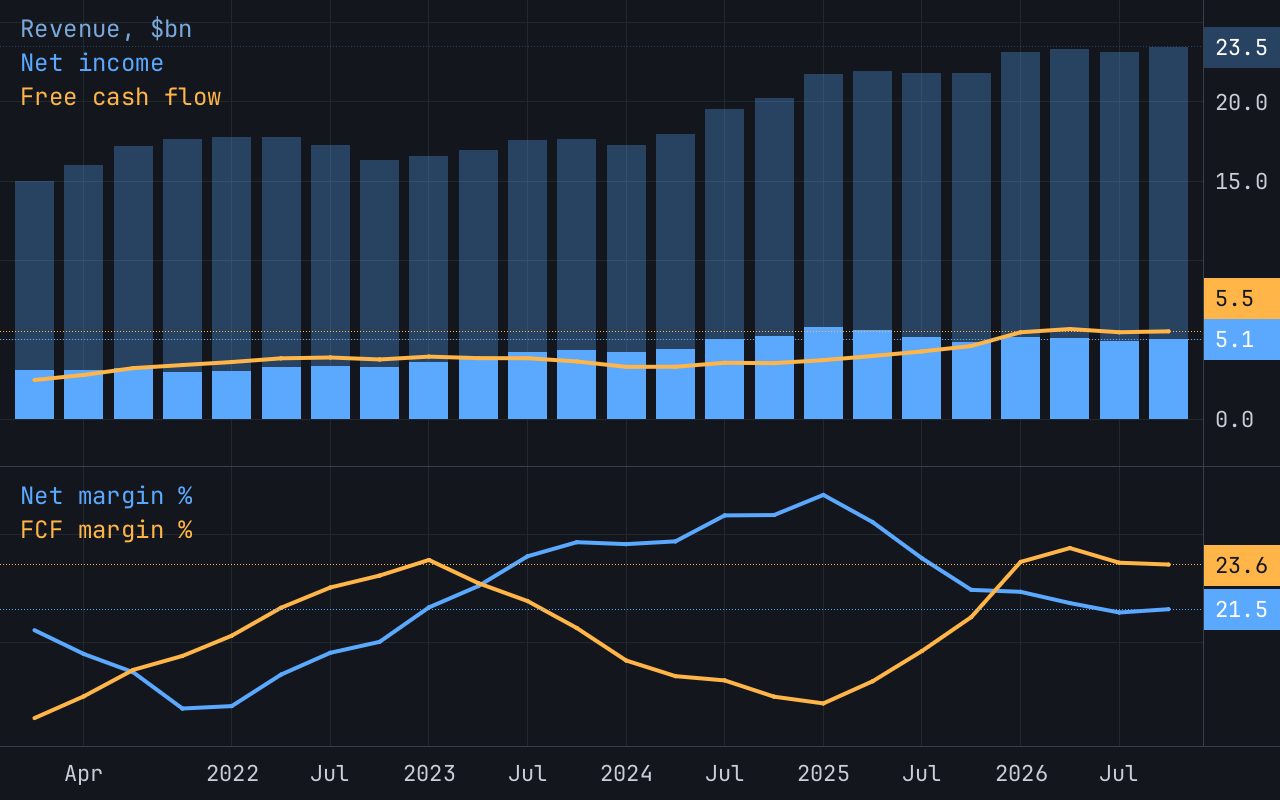 Revenue, $bn
Net income
Free cash flow
23.5
20.0
15.0
5.5
5.1
0.0
Net margin %
FCF margin %
23.6
21.5
Apr 2022 Jul 2023 Jul 2024 Jul 2025 Jul 2026 Jul